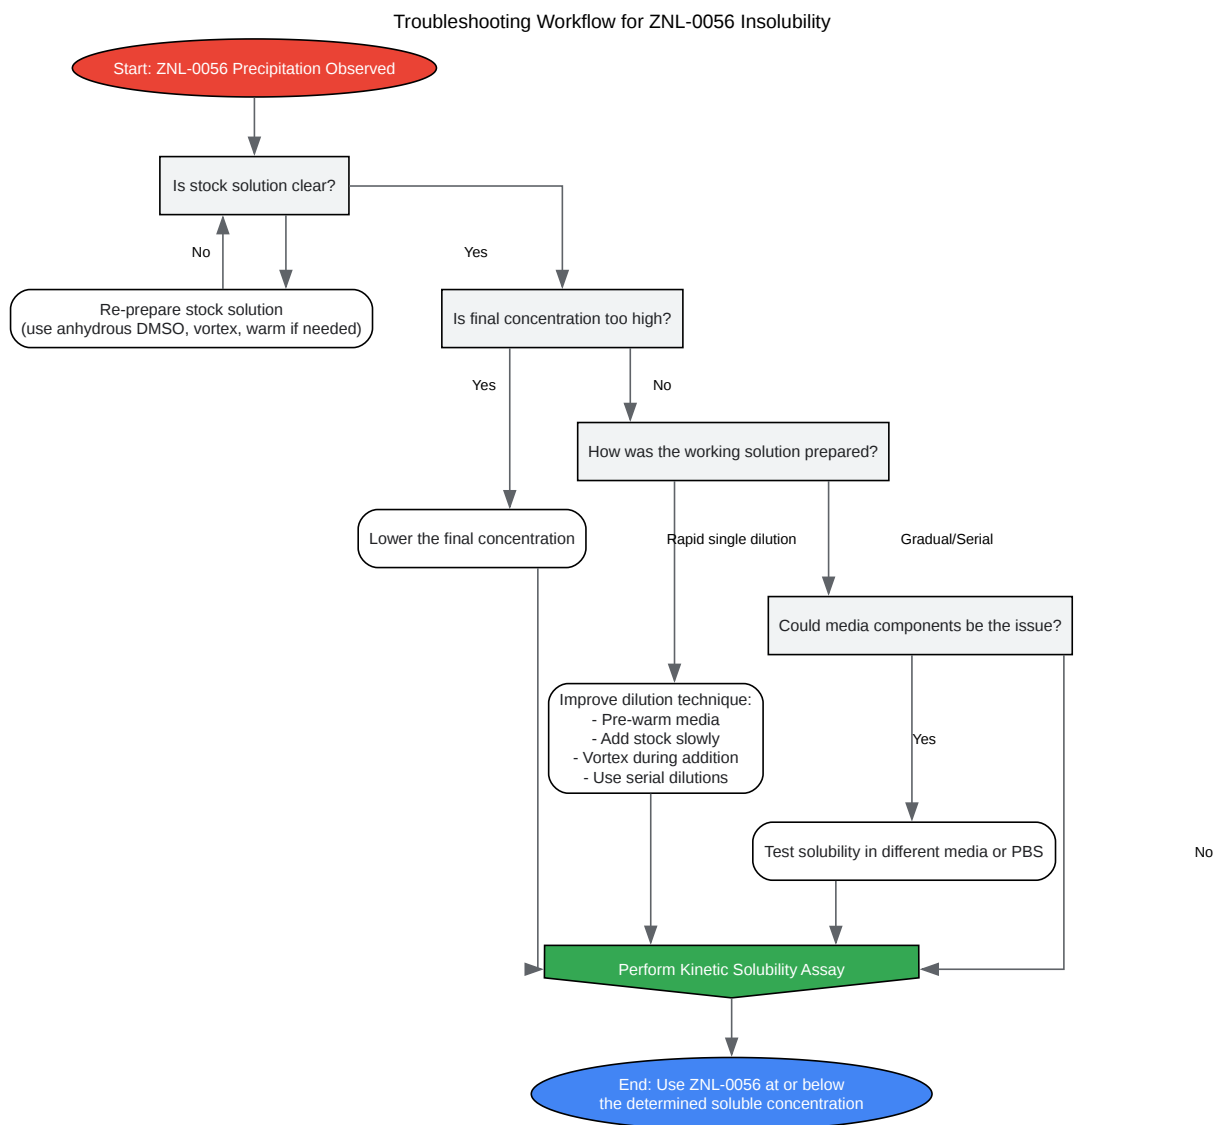 Troubleshooting Workflow for ZNL-0056 Insolubility
Start: ZNL-0056 Precipitation Observed
Is stock solution clear?
No
Yes
Re-prepare stock solution
(use anhydrous DMSO, vortex, warm if needed)
Is final concentration too high?
Yes
No
How was the working solution prepared?
Lower the final concentration
Rapid single dilution
Gradual/Serial
Could media components be the issue?
Improve dilution technique:
- Pre-warm media
- Add stock slowly
- Vortex during addition
- Use serial dilutions
Yes
Test solubility in different media or PBS
No
Perform Kinetic Solubility Assay
End: Use ZNL-0056 at or below
the determined soluble concentration